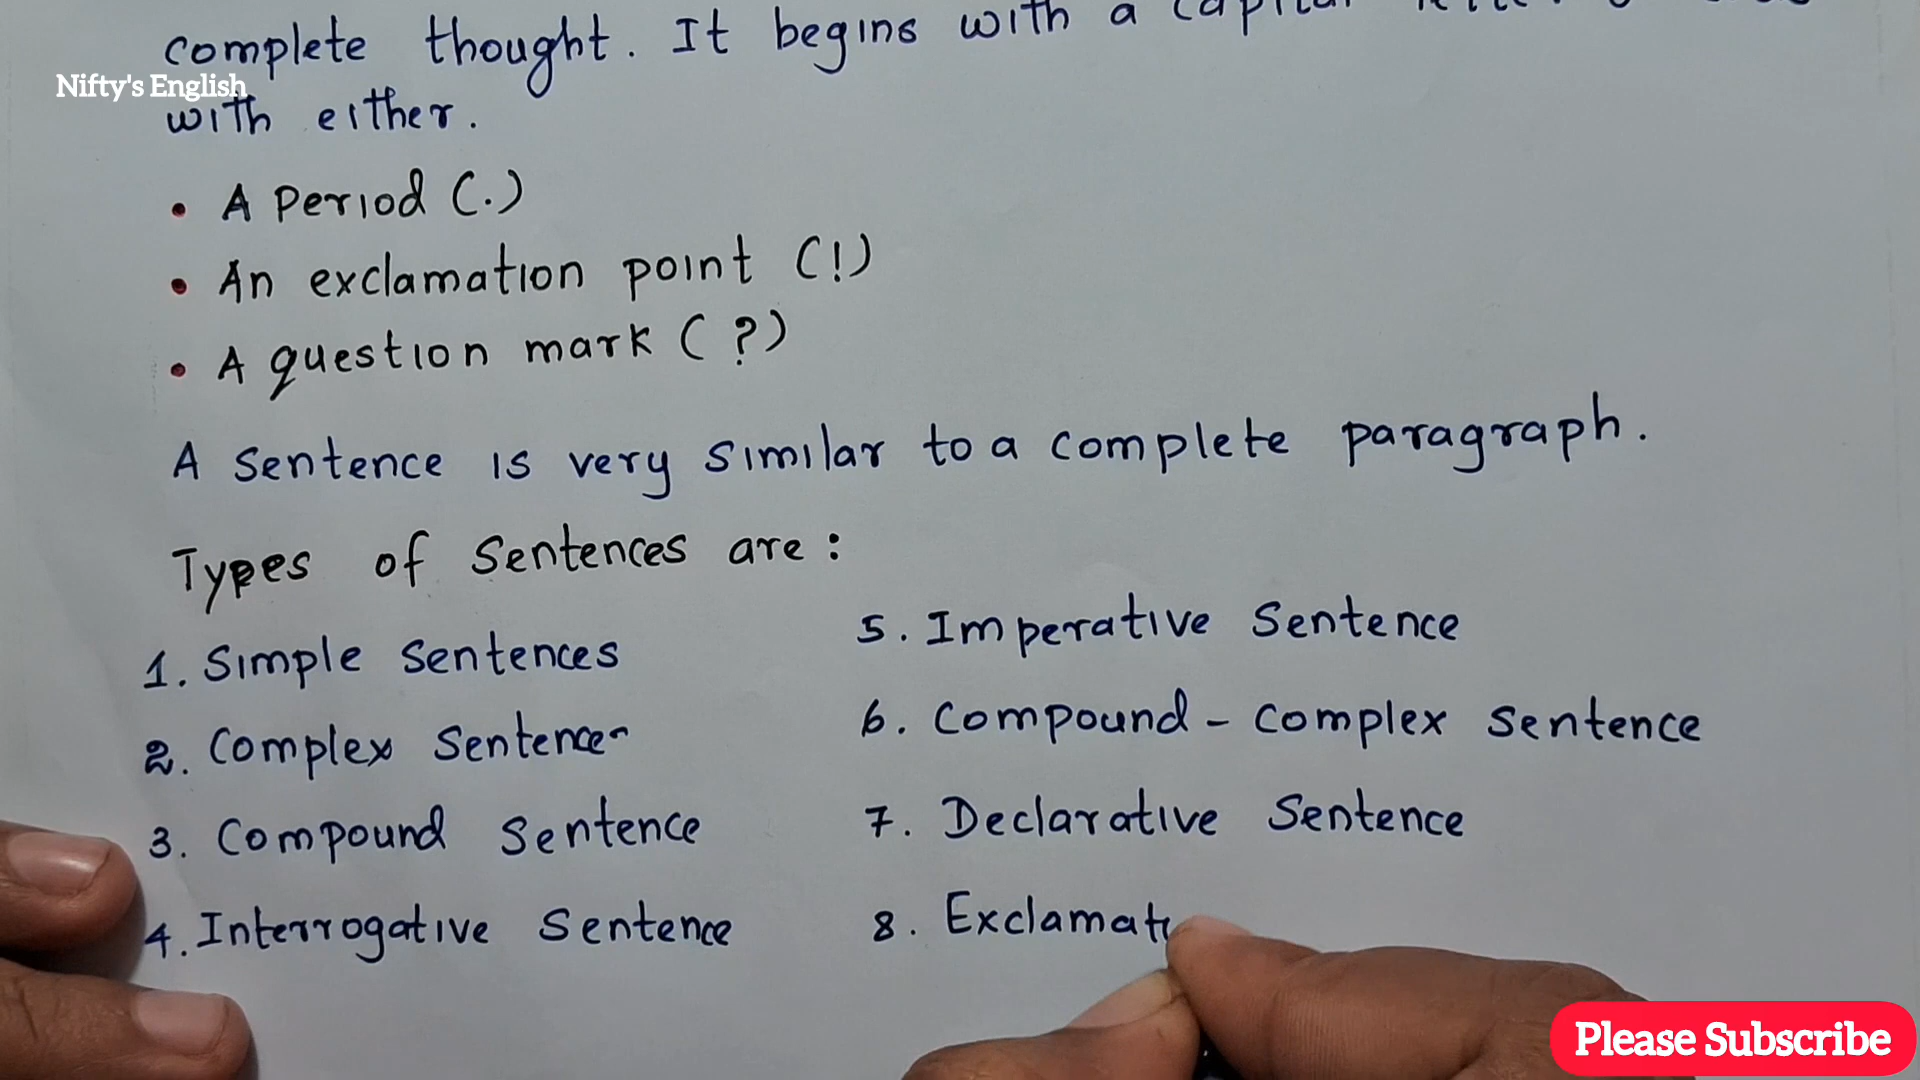 complete thought. It begins with a capital
Nifty's English
with either.
• A Period (.)
• An exclamation point (!)
• A question mark (?)
A sentence is very similar to a complete paragraph.
Types of Sentences are :
1. Simple sentences
2. Complex Sentence
3. Compound Sentence
4. Interrogative Sentence
5. Imperative Sentence
6. Compound - Complex Sentence
7. Declarative Sentence
8. Exclamati
Please Subscribe